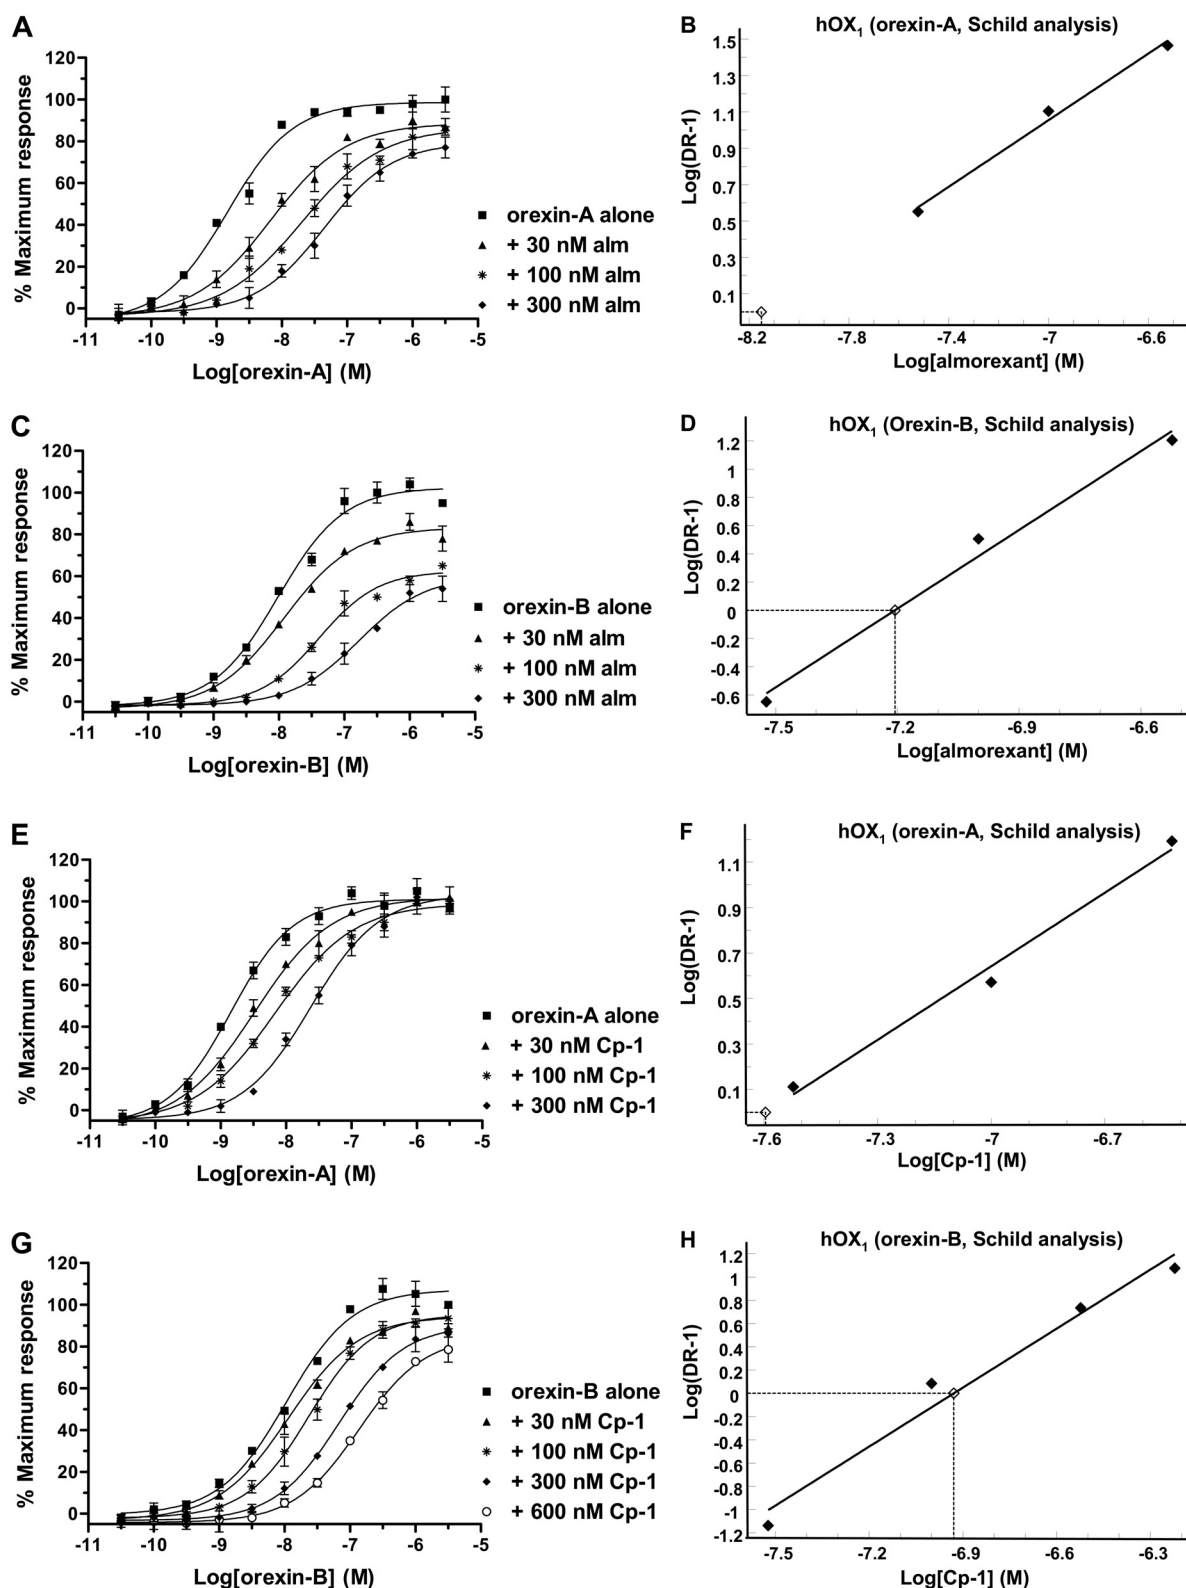 A
% Maximum response
120
100
80
60
40
20
0
-11 -10 -9 -8 -7 -6 -5
Log[orexin-A] (M)
orexin-A alone
+ 30 nM alm
+ 100 nM alm
+ 300 nM alm
B
hOX1 (orexin-A, Schild analysis)
Log(DR-1)
1.5
1.3
1.1
0.9
0.7
0.5
0.3
0.1
-8.2 -7.8 -7.4 -7 -6.6
Log[almorexant] (M)
C
% Maximum response
120
100
80
60
40
20
0
-11 -10 -9 -8 -7 -6 -5
Log[orexin-B] (M)
orexin-B alone
+ 30 nM alm
+ 100 nM alm
+ 300 nM alm
D
hOX1 (Orexin-B, Schild analysis)
Log(DR-1)
1.2
1
0.8
0.6
0.4
0.2
0
-0.2
-0.4
-0.6
-7.5 -7.2 -6.9 -6.6
Log[almorexant] (M)
E
% Maximum response
120
100
80
60
40
20
0
-11 -10 -9 -8 -7 -6 -5
Log[orexin-A] (M)
orexin-A alone
+ 30 nM Cp-1
+ 100 nM Cp-1
+ 300 nM Cp-1
F
hOX1 (orexin-A, Schild analysis)
Log(DR-1)
1.1
0.9
0.7
0.5
0.3
0.1
-7.6 -7.3 -7 -6.7
Log[Cp-1] (M)
G
% Maximum response
120
100
80
60
40
20
0
-11 -10 -9 -8 -7 -6 -5
Log[orexin-B] (M)
orexin-B alone
+ 30 nM Cp-1
+ 100 nM Cp-1
+ 300 nM Cp-1
+ 600 nM Cp-1
H
hOX1 (orexin-B, Schild analysis)
Log(DR-1)
1.2
1
0.8
0.6
0.4
0.2
0
-0.2
-0.4
-0.6
-0.8
-1
-1.2
-7.5 -7.2 -6.9 -6.6 -6.3
Log[Cp-1] (M)